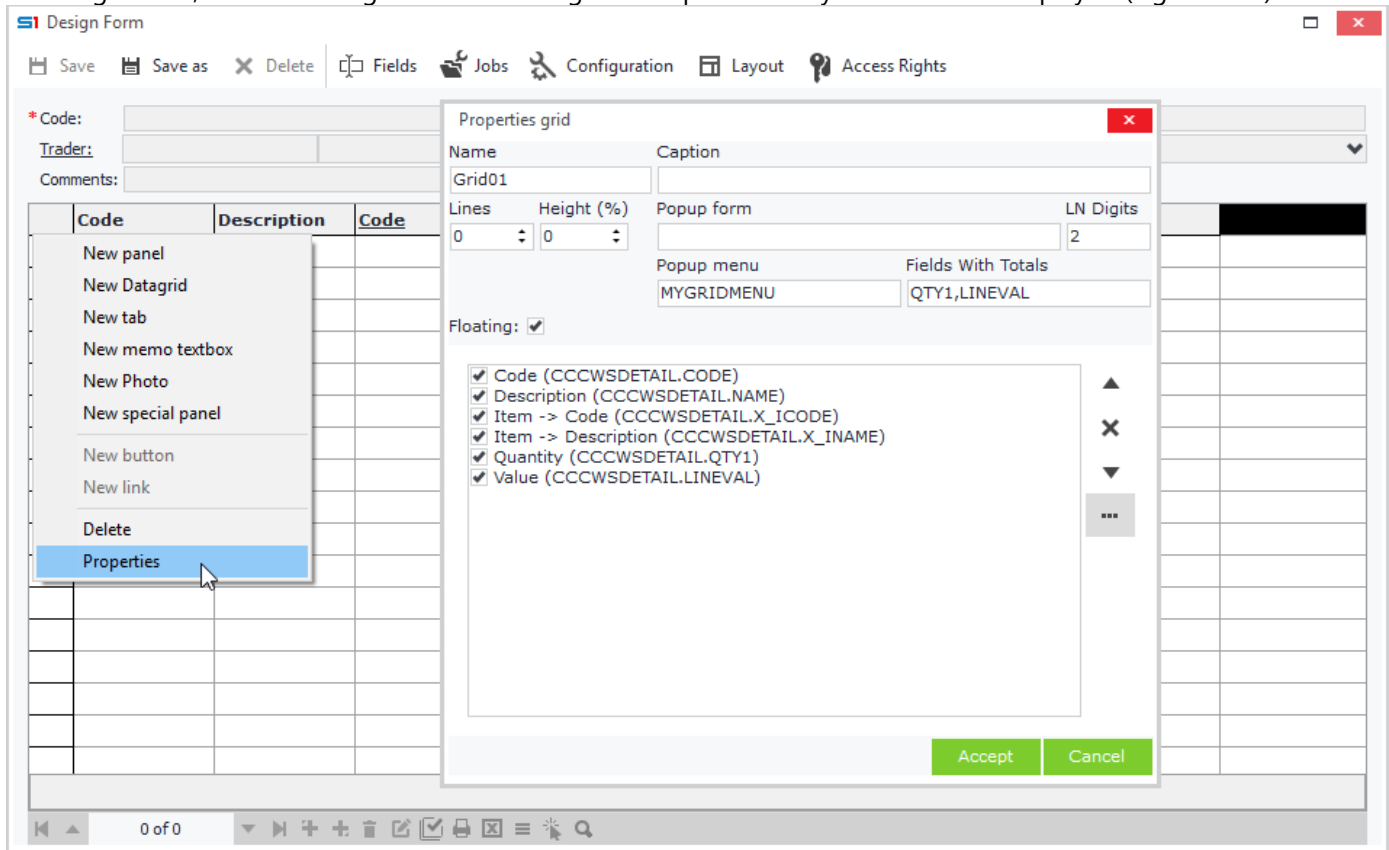 Design Form
Save Save as Delete Fields Jobs Configuration Layout Access Rights
*Code:
Trader:
Comments:
Code Description Code
New panel
New Datagrid
New tab
New memo textbox
New Photo
New special panel
New button
New link
Delete
Properties
Properties grid
Name Caption
Grid01
Lines Height (%) Popup form LN Digits
0 0 2
Popup menu Fields With Totals
MYGRIDMENU QTY1,LINEVAL
Floating:
Code (CCCWSDETAIL.CODE)
Description (CCCWSDETAIL.NAME)
Item -> Code (CCCWSDETAIL.X_ICODE)
Item -> Description (CCCWSDETAIL.X_INAME)
Quantity (CCCWSDETAIL.QTY1)
Value (CCCWSDETAIL.LINEVAL)
Accept Cancel
0 of 0